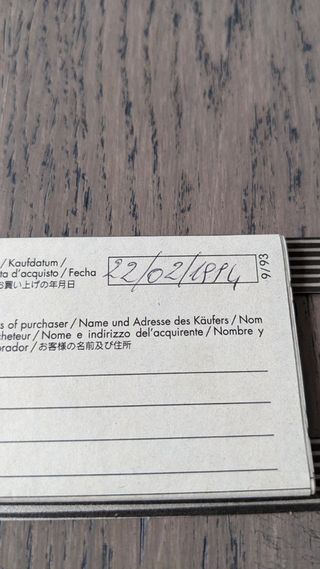 / Kaufdatum /
ta d'acquisto / Fecha
お買い上げの年月日
22/02/1994
9/93
s of purchaser / Name und Adresse des Käufers / Nom
cheteur / Nome e indirizzo del'acquirente / Nombre y
prador / お客様の名前及び住所